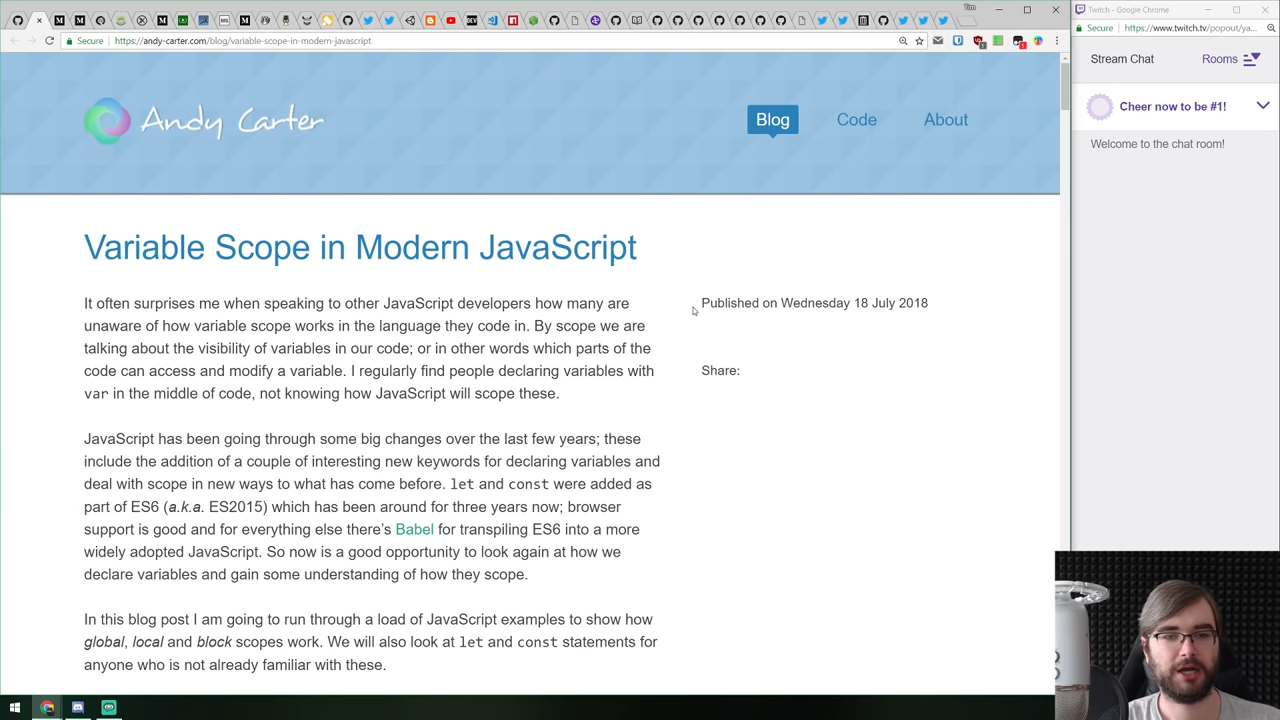 Tim
Secure
https://andy-carter.com/blog/variable-scope-in-modern-javascript
Andy Carter
Blog
Code
About
Variable Scope in Modern JavaScript
It often surprises me when speaking to other JavaScript developers how many are
unaware of how variable scope works in the language they code in. By scope we are
talking about the visibility of variables in our code; or in other words which parts of the
code can access and modify a variable. I regularly find people declaring variables with
var in the middle of code, not knowing how JavaScript will scope these.
Published on Wednesday 18 July 2018
Share:
JavaScript has been going through some big changes over the last few years; these
include the addition of a couple of interesting new keywords for declaring variables and
deal with scope in new ways to what has come before. let and const were added as
part of ES6 (a.k.a. ES2015) which has been around for three years now; browser
support is good and for everything else there's Babel for transpiling ES6 into a more
widely adopted JavaScript. So now is a good opportunity to look again at how we
declare variables and gain some understanding of how they scope.
In this blog post I am going to run through a load of JavaScript examples to show how
global, local and block scopes work. We will also look at let and const statements for
anyone who is not already familiar with these.
Twitch - Google Chrome
Secure
https://www.twitch.tv/popout/ya...
Stream Chat
Rooms
Cheer now to be #1!
Welcome to the chat room!